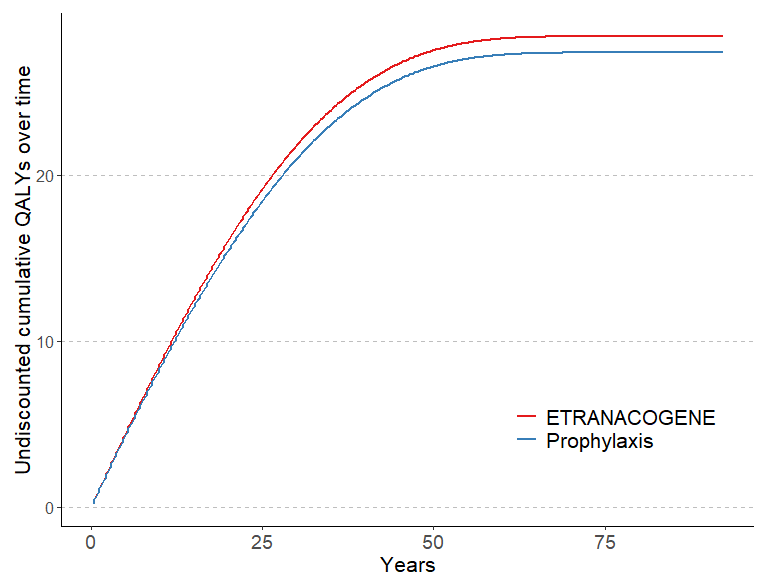 Undiscounted cumulative QALYs over time
20
10
0
ETRANACOGENE
Prophylaxis
0 25 50 75
Years